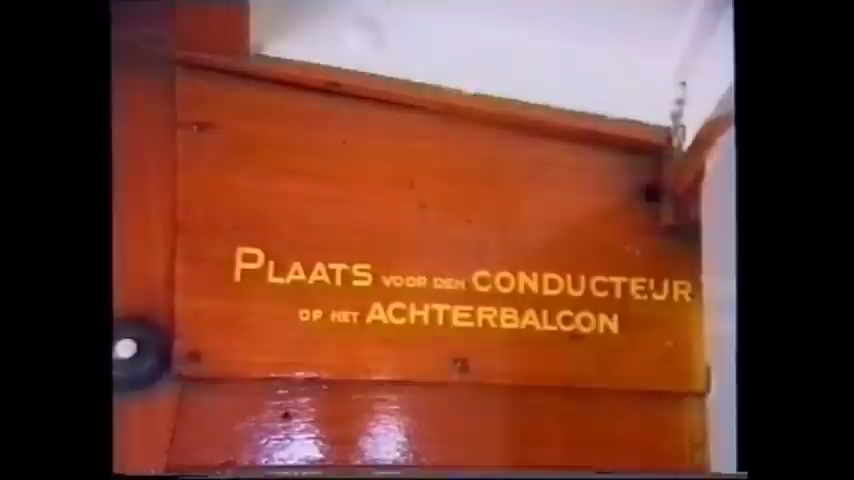 PLAATS VOOR DEN CONDUCTEUR
OP HET ACHTERBALCON